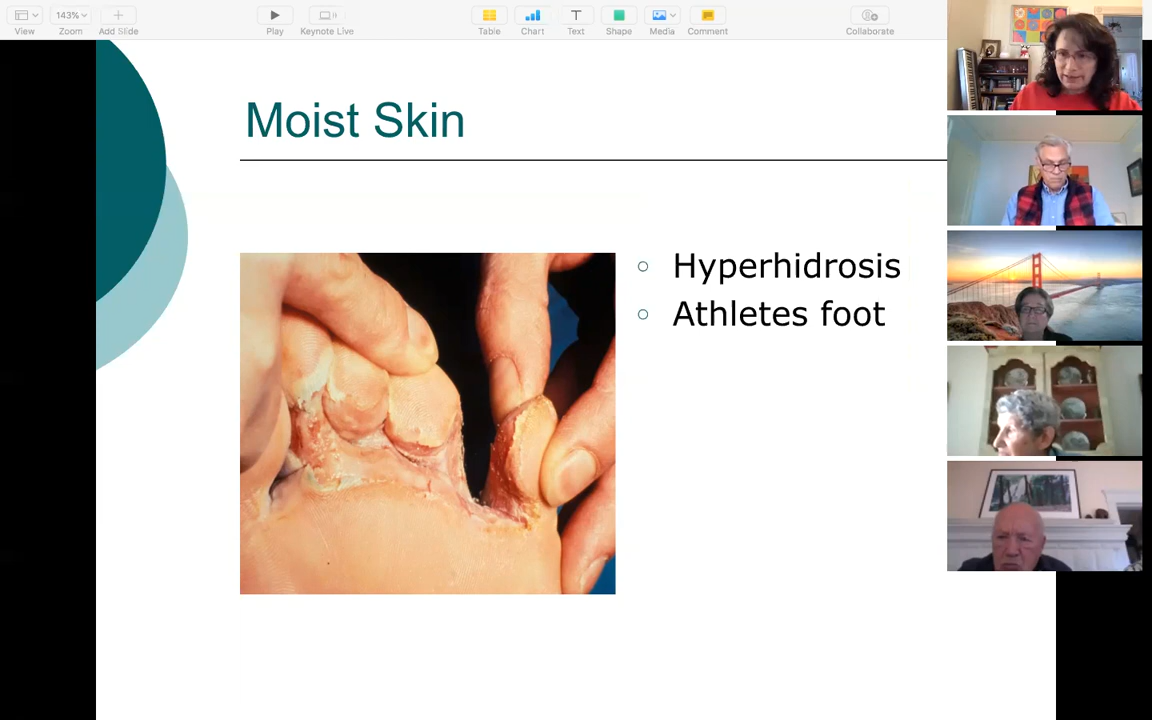 143%
View
Zoom
Add Slide
Play
Keynote Live
Table
Chart
Text
Shape
Media
Comment
Collaborate
Moist Skin
Hyperhidrosis
Athletes foot